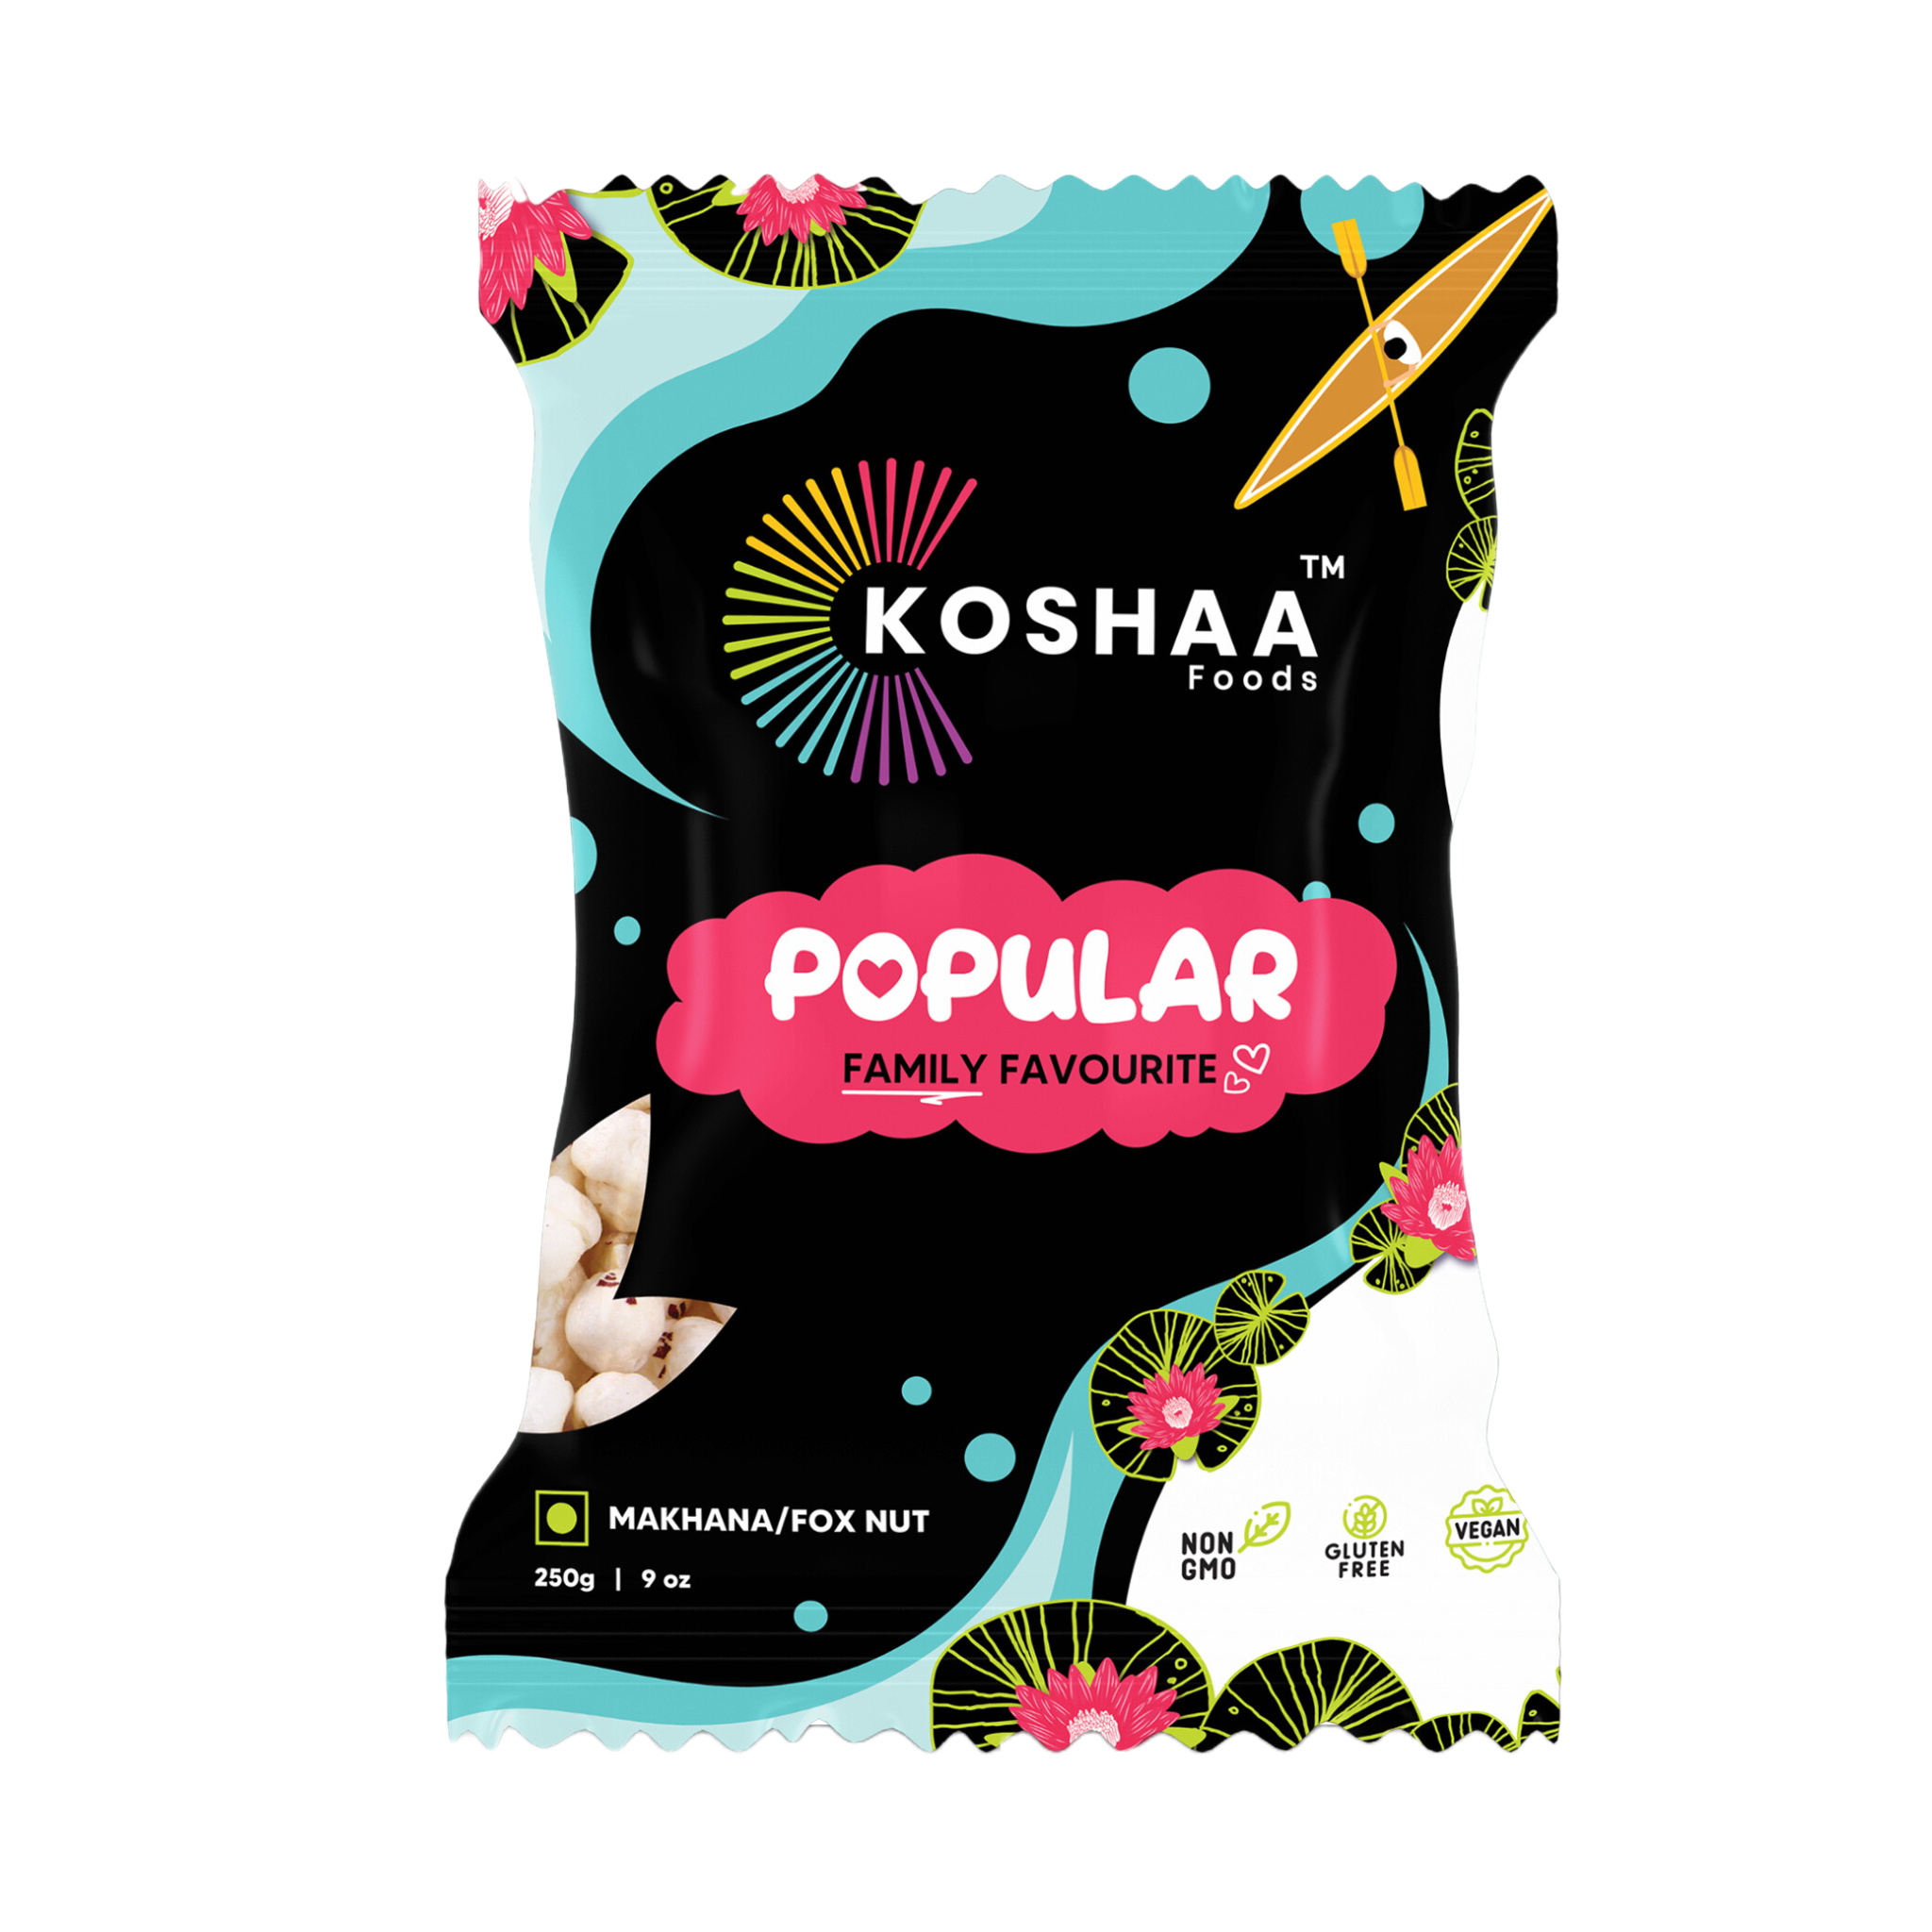 KOSHAA™
Foods
POPULAR
FAMILY FAVOURITE
MAKHANA/FOX NUT
250g | 9 oz
NON
GMO
GLUTEN
FREE
VEGAN